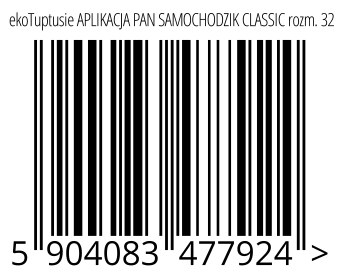 ekoTuptusie APLIKACJA PAN SAMOCHODZIK CLASSIC rozm. 32
5 904083 477924 >